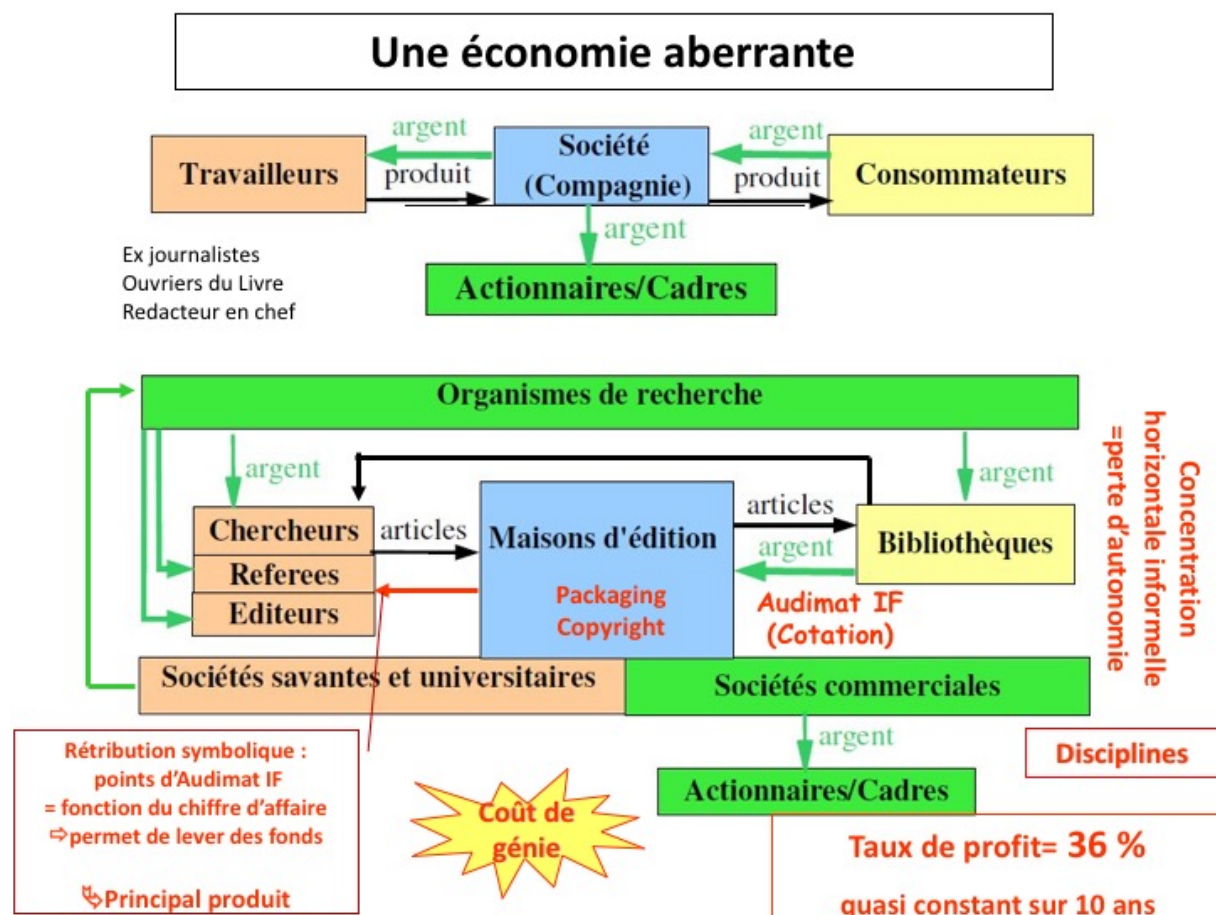 Une économie aberrante
argent
argent
Travailleurs
Société
(Compagnie)
Consommateurs
produit
produit
argent
Ex journalistes
Ouvriers du Livre
Redacteur en chef
Actionnaires/Cadres
Organismes de recherche
argent
argent
Chercheurs
articles
Maisons d'édition
articles
Bibliothèques
Referees
argent
Editeurs
Packaging
Copyright
Audimat IF
(Cotation)
Concentration
horizontale informelle
=perte d'autonomie
Sociétés savantes et universitaires
Sociétés commerciales
argent
Rétribution symbolique :
points d'Audimat IF
= fonction du chiffre d'affaire
⇨permet de lever des fonds
↳Principal produit
Coût de
génie
Disciplines
Actionnaires/Cadres
Taux de profit= 36 %
quasi constant sur 10 ans